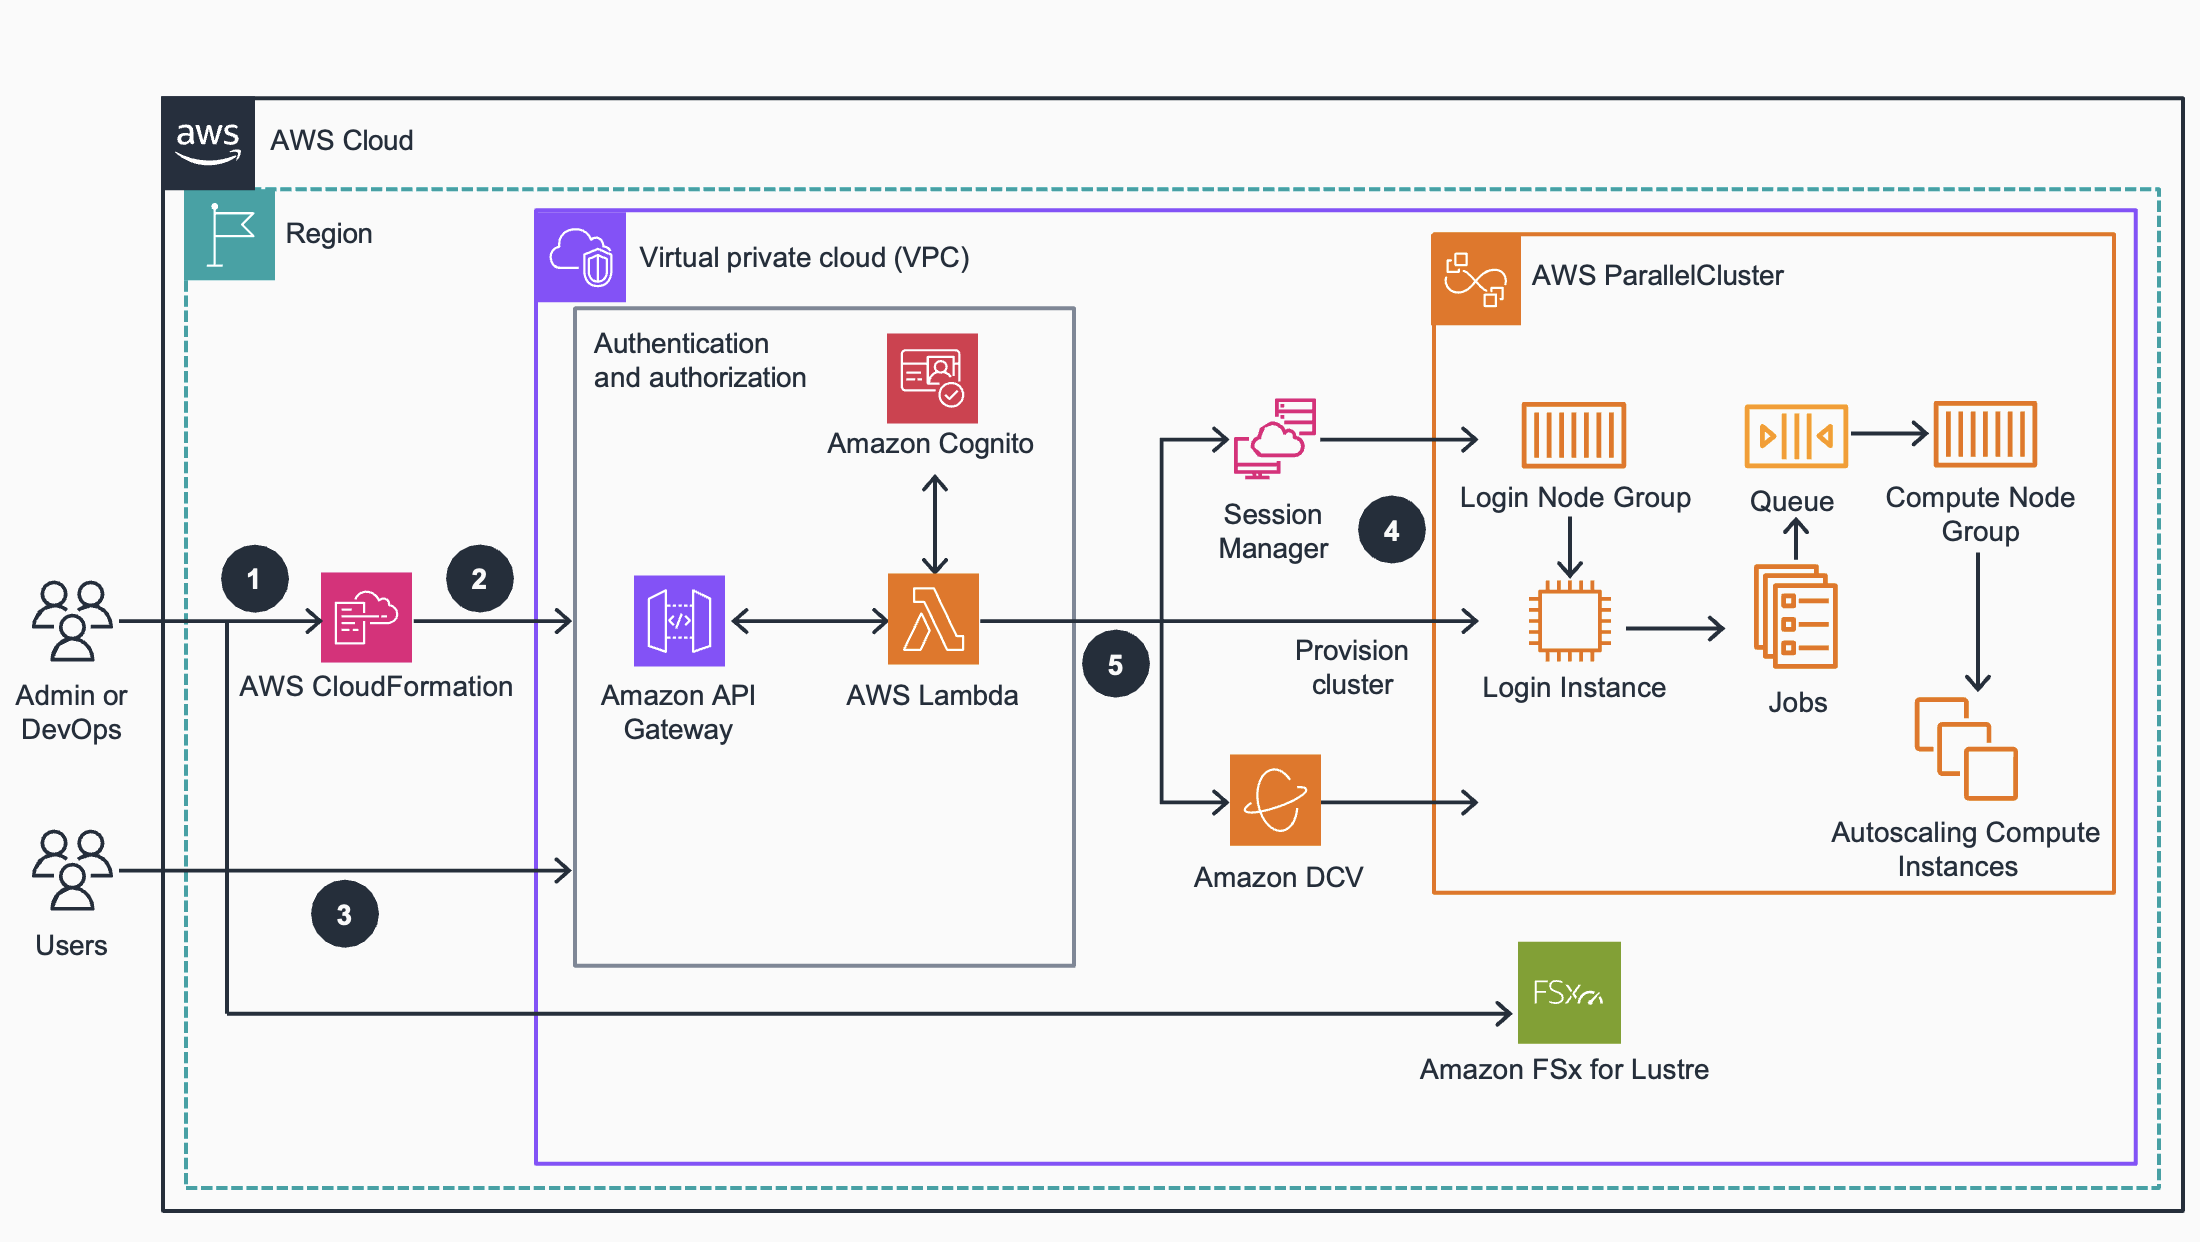 aws
AWS Cloud
Region
Virtual private cloud (VPC)
AWS ParallelCluster
Authentication
and authorization
Amazon Cognito
Login Node Group
Queue
Compute Node
Group
Session
Manager
4
1
2
Admin or
DevOps
AWS CloudFormation
</>
Amazon API
Gateway
AWS Lambda
5
Provision
cluster
Login Instance
Jobs
Autoscaling Compute
Instances
Amazon DCV
Users
3
FSx
Amazon FSx for Lustre